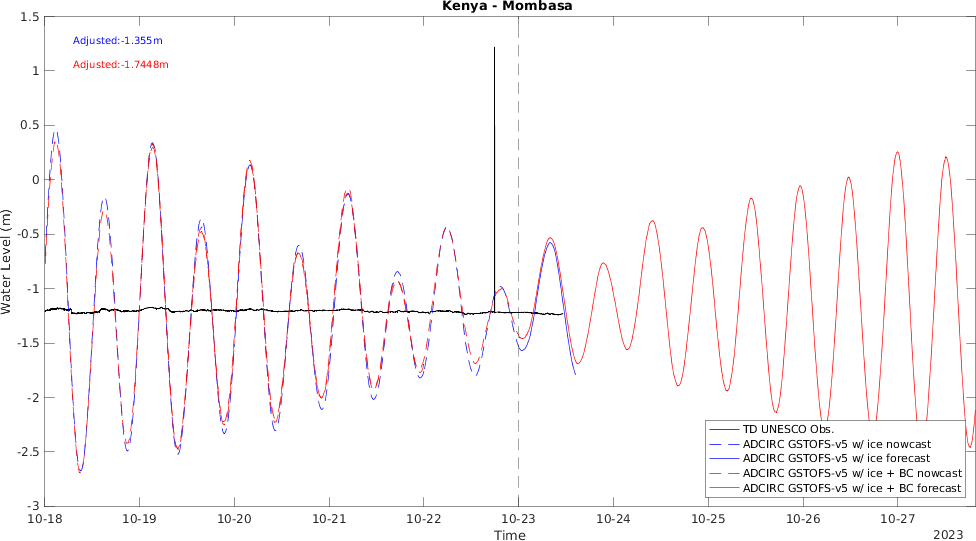 Kenya - Mombasa
Adjusted:-1.355m
Adjusted:-1.7448m
Water Level (m)
1.5
1
0.5
0
-0.5
-1
-1.5
-2
-2.5
-3
TD UNESCO Obs.
ADCIRC GSTOFS-v5 w/ ice nowcast
ADCIRC GSTOFS-v5 w/ ice forecast
ADCIRC GSTOFS-v5 w/ ice + BC nowcast
ADCIRC GSTOFS-v5 w/ ice + BC forecast
10-18 10-19 10-20 10-21 10-22 10-23 10-24 10-25 10-26 10-27
Time
2023